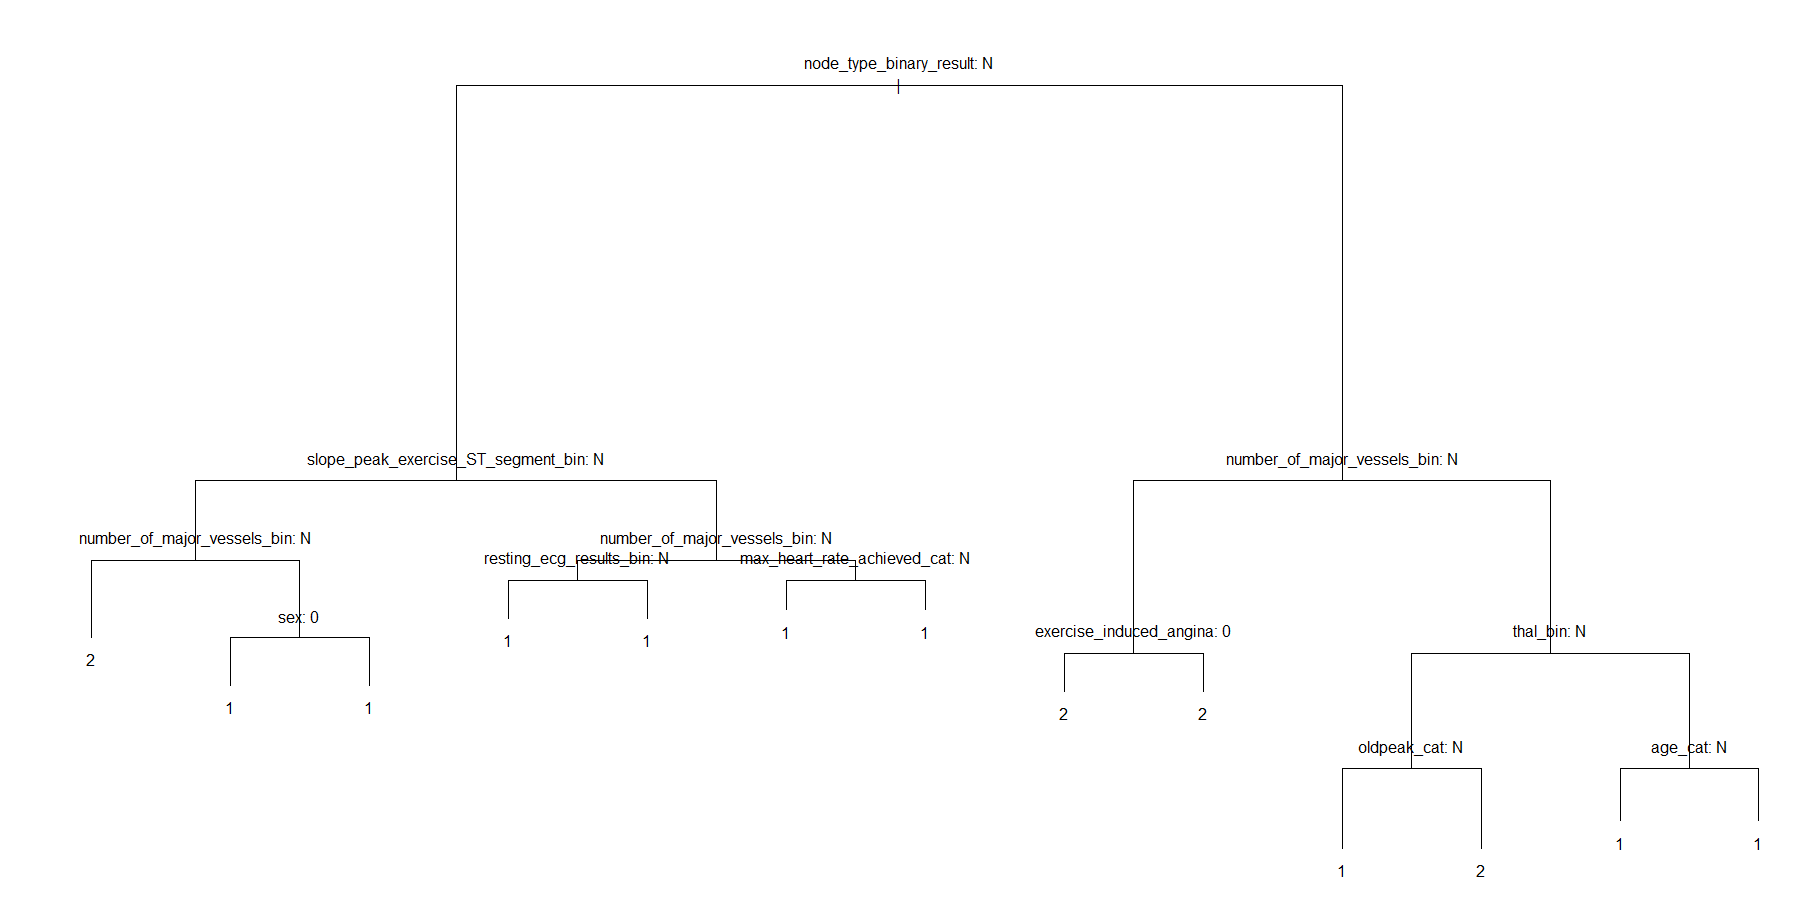 node_type_binary_result: N
slope_peak_exercise_ST_segment_bin: N
number_of_major_vessels_bin: N
number_of_major_vessels_bin: N
number_of_major_vessels_bin: N
resting_ecg_results_bin: N
max_heart_rate_achieved_cat: N
sex: 0
exercise_induced_angina: 0
thal_bin: N
1
1
1
1
2
1
1
2
2
oldpeak_cat: N
age_cat: N
1
1
1
2